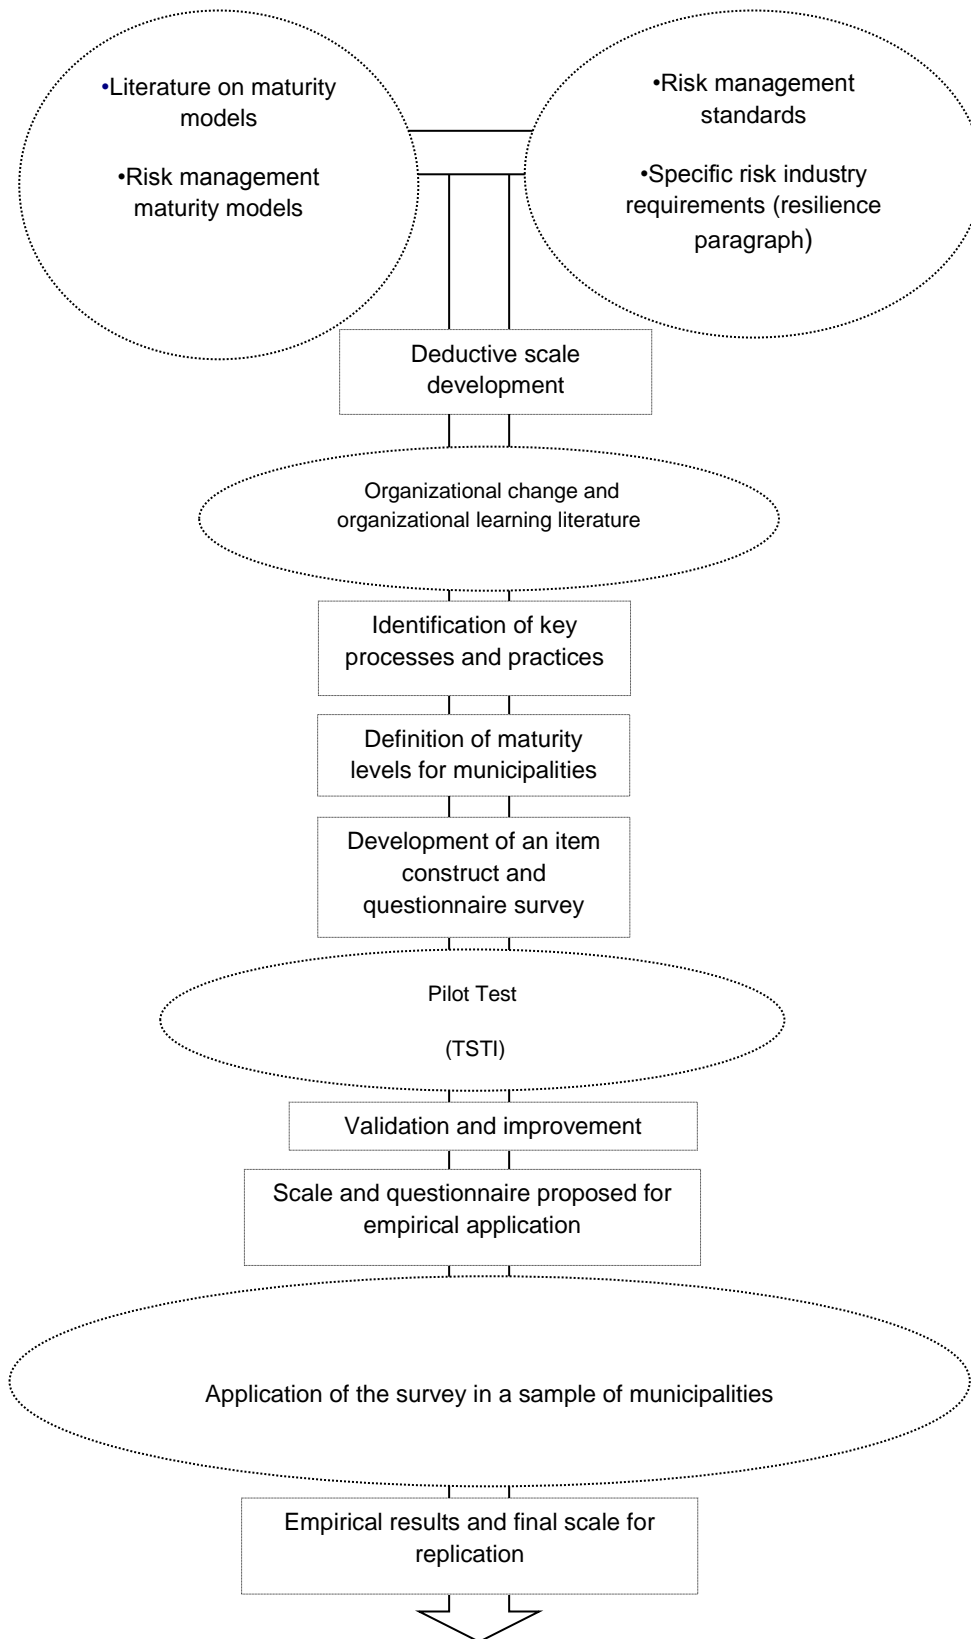 •Literature on maturity
models
•Risk management
maturity models
•Risk management
standards
•Specific risk industry
requirements (resilience
paragraph)
Deductive scale
development
Organizational change and
organizational learning literature
Identification of key
processes and practices
Definition of maturity
levels for municipalities
Development of an item
construct and
questionnaire survey
Pilot Test
(TSTI)
Validation and improvement
Scale and questionnaire proposed for
empirical application
Application of the survey in a sample of municipalities
Empirical results and final scale for
replication